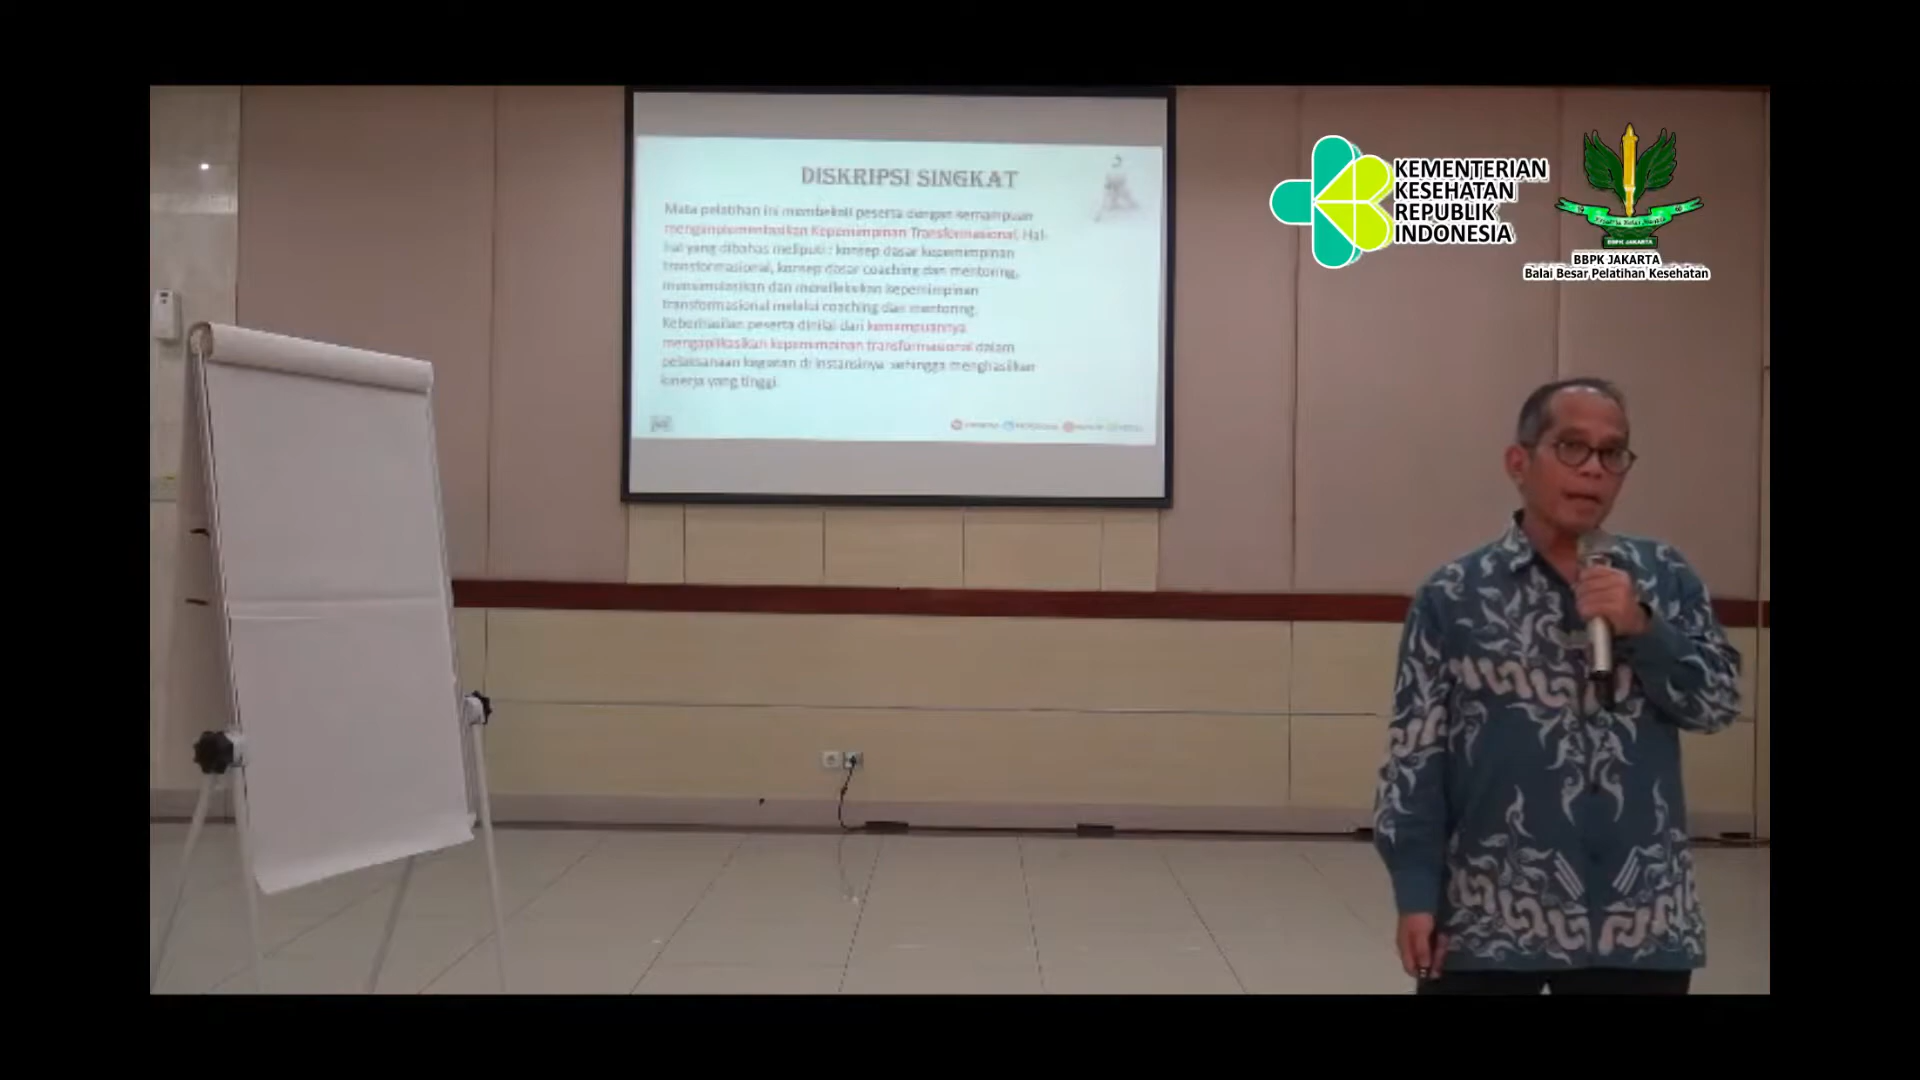 DISKRIPSI SINGKAT
Mata pelatihan ini membekali peserta dengan kemampuan
mengimplementasikan Kepemimpinan Transformasional. Hal-
hal yang dibahas meliputi : konsep dasar kepemimpinan
transformasional, konsep dasar coaching dan mentoring,
mensimulasikan dan merefleksikan kepemimpinan
transformasional melalui coaching dan mentoring.
Keberhasilan peserta dinilai dari kemampuannya
mengaplikasikan kepemimpinan transformasional dalam
pelaksanaan kegiatan di instansinya sehingga menghasilkan
kinerja yang tinggi.
KEMENTERIAN
KESEHATAN
REPUBLIK
INDONESIA
BBPK JAKARTA
BBPK JAKARTA
Balai Besar Pelatihan Kesehatan